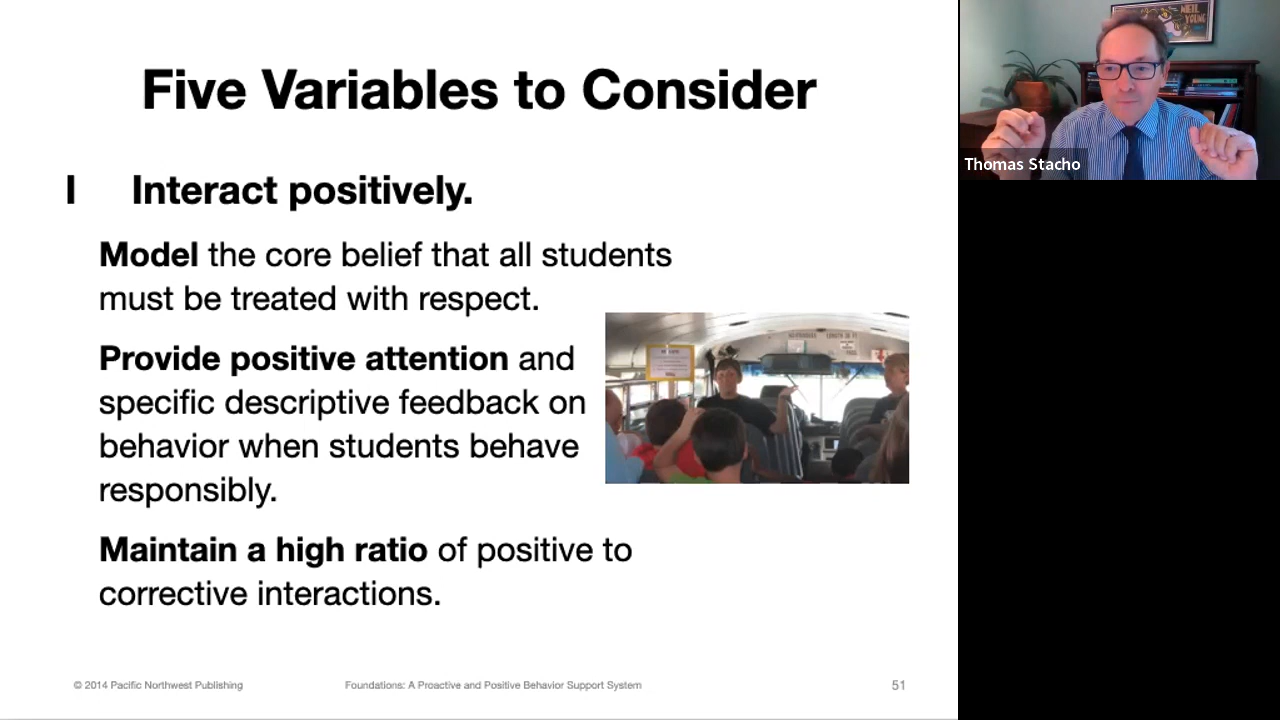 Five Variables to Consider
I Interact positively.
Model the core belief that all students
must be treated with respect.
Provide positive attention and
specific descriptive feedback on
behavior when students behave
responsibly.
Maintain a high ratio of positive to
corrective interactions.
© 2014 Pacific Northwest Publishing
Foundations: A Proactive and Positive Behavior Support System
51
NEIL
YOUNG
Thomas Stacho